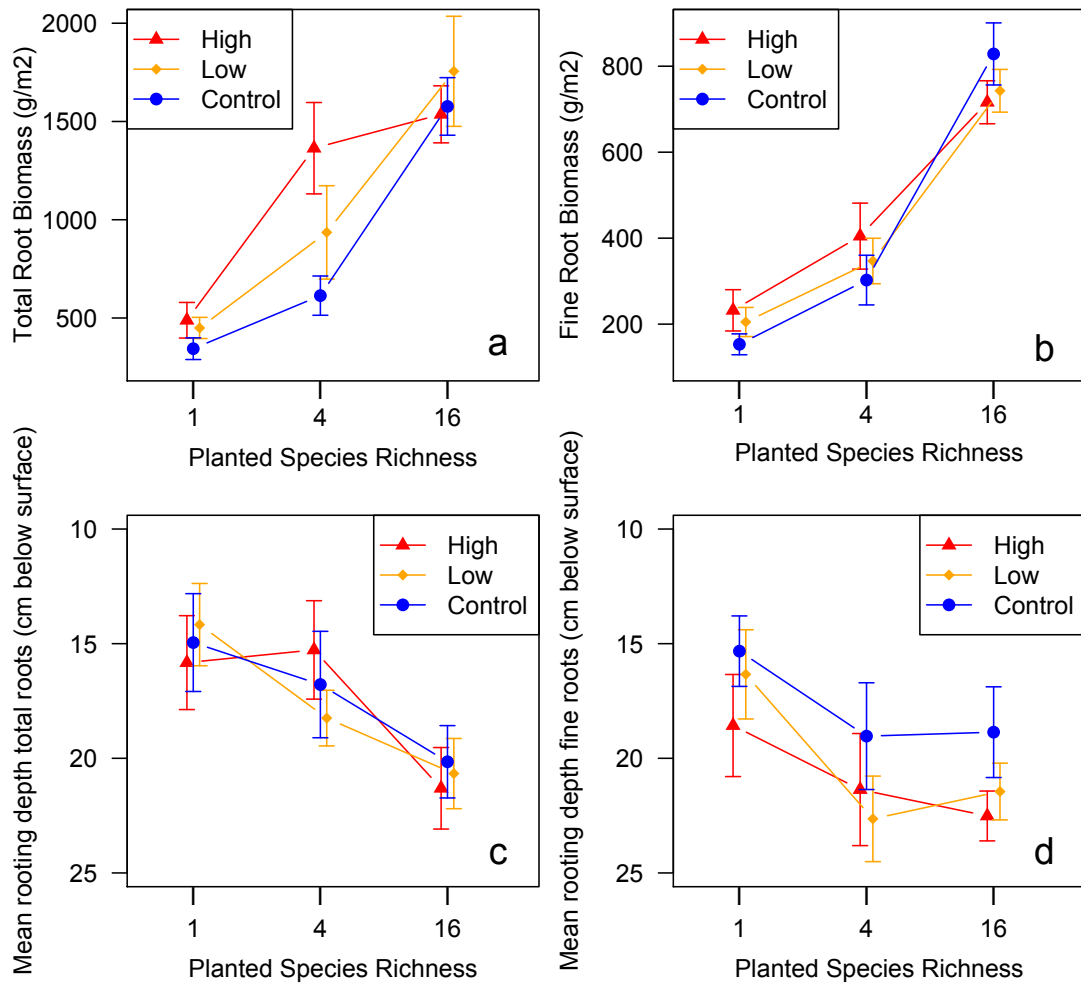 Total Root Biomass (g/m2)
2000
1500
1000
500
High
Low
Control
a
1
4
16
Planted Species Richness
Fine Root Biomass (g/m2)
800
600
400
200
High
Low
Control
b
1
4
16
Planted Species Richness
Mean rooting depth total roots (cm below surface)
10
15
20
25
High
Low
Control
c
1
4
16
Planted Species Richness
Mean rooting depth fine roots (cm below surface)
10
15
20
25
High
Low
Control
d
1
4
16
Planted Species Richness